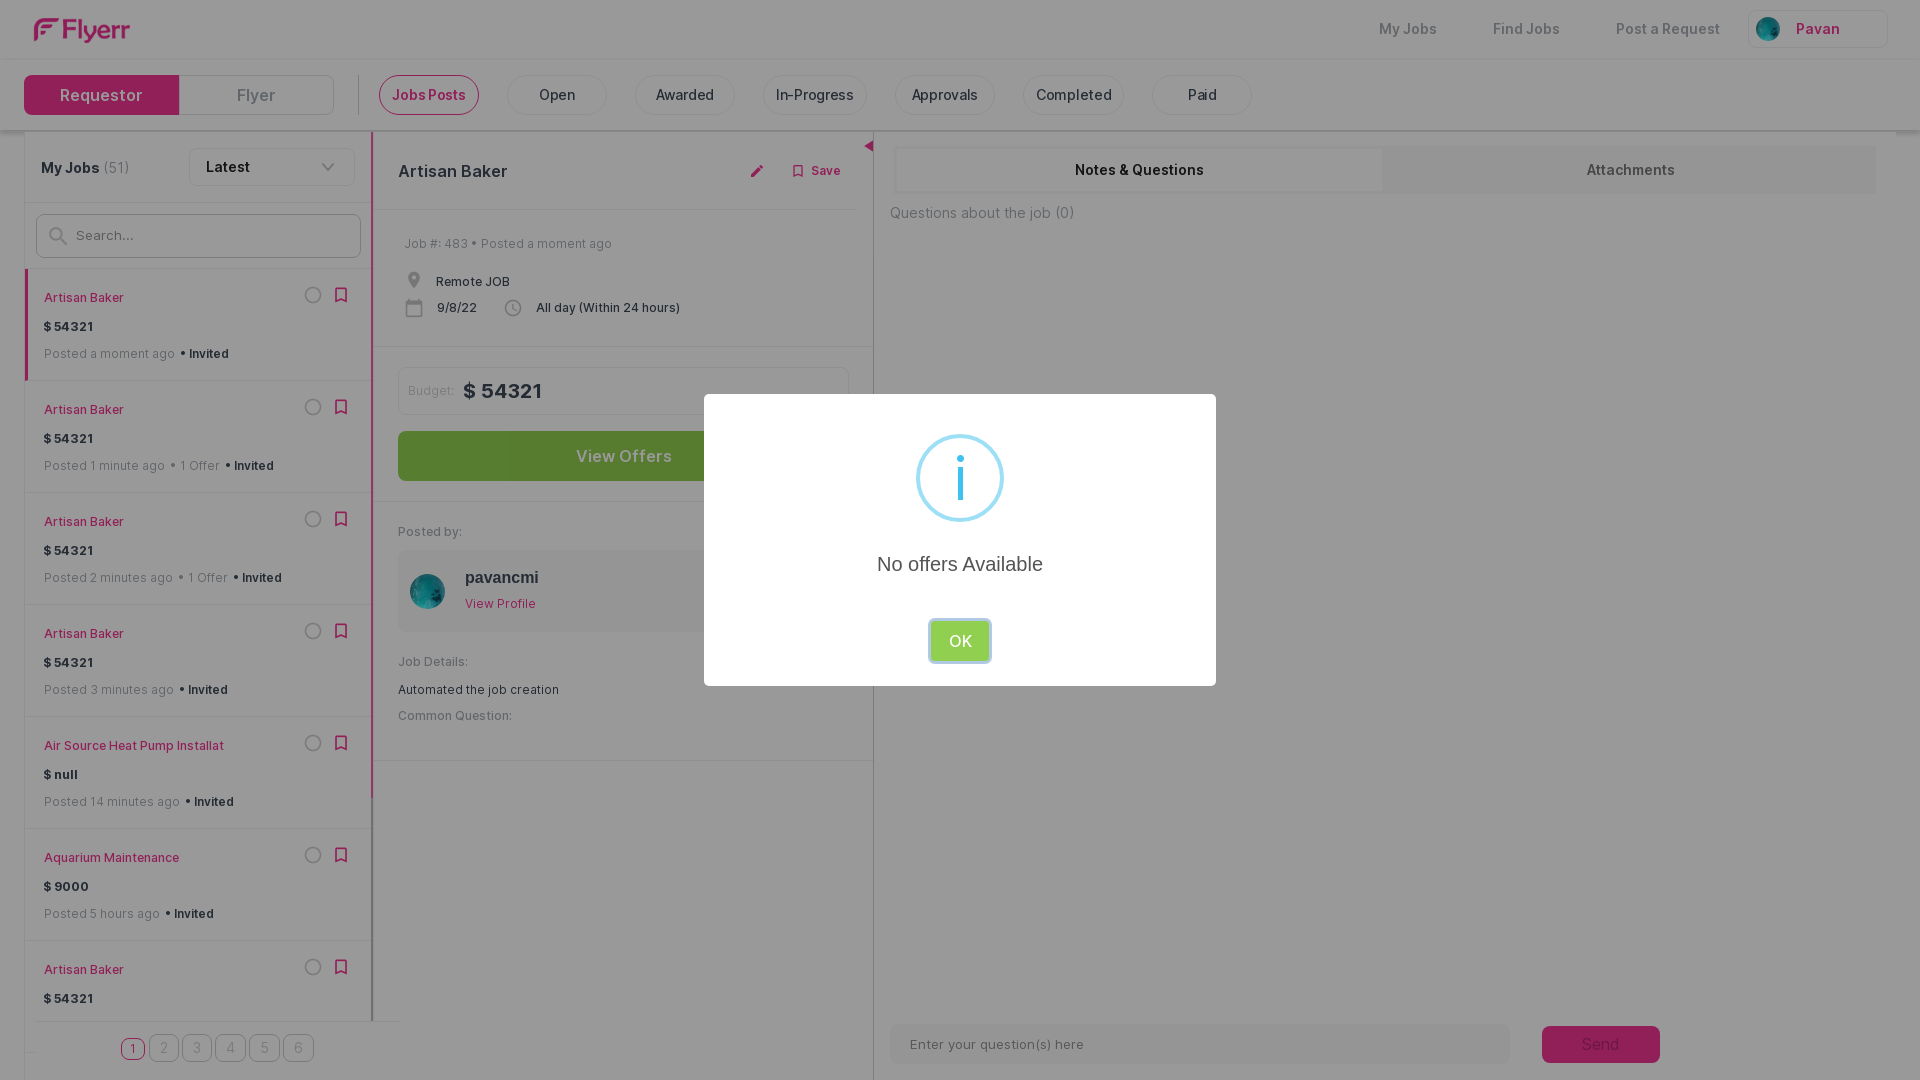 Flyerr
My Jobs
Find Jobs
Post a Request
Pavan
Requestor
Flyer
Jobs Posts
Open
Awarded
In-Progress
Approvals
Completed
Paid
My Jobs (51)
Latest
Search...
Artisan Baker
$ 54321
Posted a moment ago • Invited
Artisan Baker
$ 54321
Posted 1 minute ago • 1 Offer • Invited
Artisan Baker
$ 54321
Posted 2 minutes ago • 1 Offer • Invited
Artisan Baker
$ 54321
Posted 3 minutes ago • Invited
Air Source Heat Pump Installat
$ null
Posted 14 minutes ago • Invited
Aquarium Maintenance
$ 9000
Posted 5 hours ago • Invited
Artisan Baker
$ 54321
1 2 3 4 5 6
Artisan Baker
Save
Job #: 483 • Posted a moment ago
Remote JOB
9/8/22
All day (Within 24 hours)
Budget: $ 54321
View Offers
Posted by:
pavancmi
View Profile
Job Details:
Automated the job creation
Common Question:
No offers Available
OK
Notes & Questions
Attachments
Questions about the job (0)
Enter your question(s) here
Send